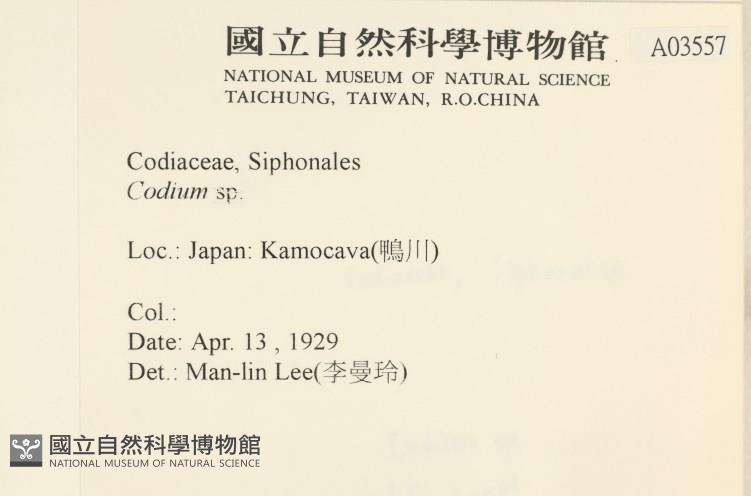 國立自然科學博物館
A03557
NATIONAL MUSEUM OF NATURAL SCIENCE
TAICHUNG, TAIWAN, R.O.CHINA
Codiaceae, Siphonales
Codium sp.
Loc.: Japan: Kamocava(鴨川)
Col.:
Date: Apr. 13 , 1929
Det.: Man-lin Lee(李曼玲)
國立自然科學博物館
NATIONAL MUSEUM OF NATURAL SCIENCE